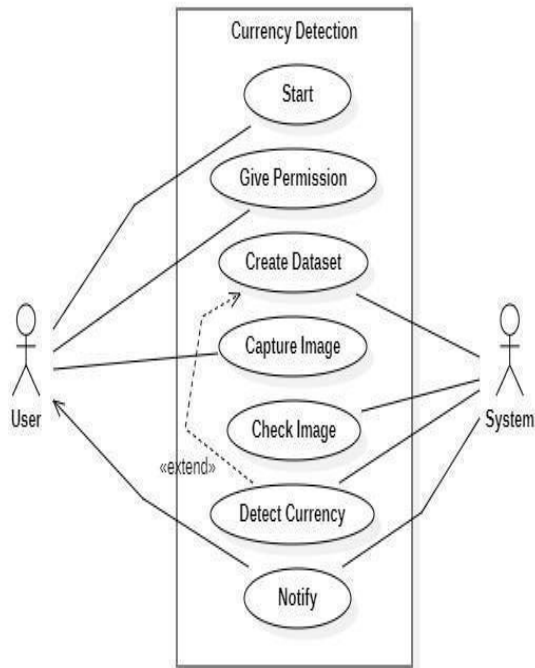 Currency Detection
Start
Give Permission
Create Dataset
Capture Image
User
System
Check Image
«extend»
Detect Currency
Notify